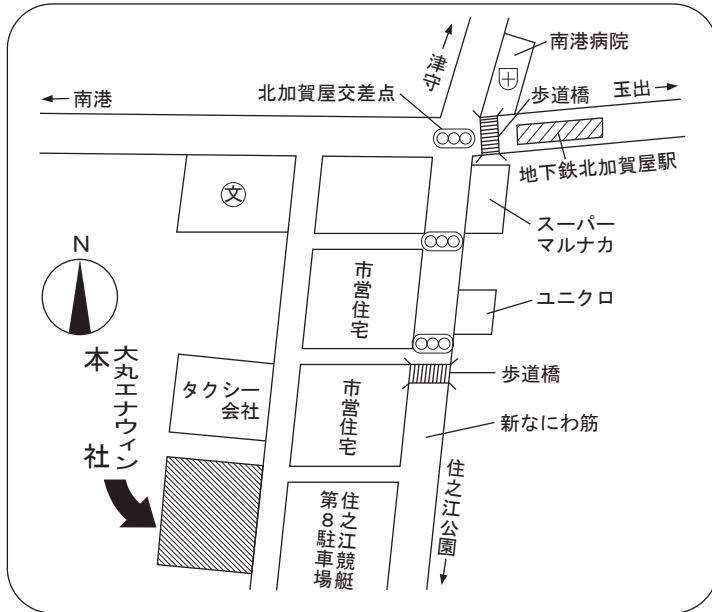 南港病院
津守
玉出
南港
北加賀屋交差点
歩道橋
地下鉄北加賀屋駅
文
スーパー
マルナカ
N
市営住宅
ユニクロ
大丸エナウィン
本社
タクシー
会社
市営住宅
歩道橋
新なにわ筋
住之江公園
住之江競艇
第8駐車場